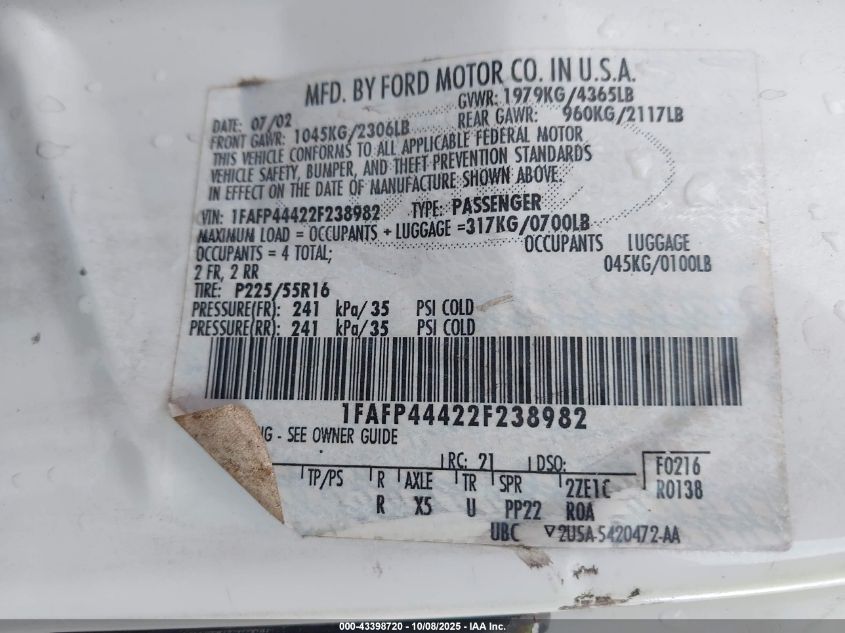 MFD. BY FORD MOTOR CO. IN U.S.A.
DATE: 07/02 GVWR: 1979KG/4365LB
FRONT GAWR: 1045KG/2306LB REAR GAWR: 960KG/2117LB
THIS VEHICLE CONFORMS TO ALL APPLICABLE FEDERAL MOTOR
VEHICLE SAFETY, BUMPER, AND THEFT PREVENTION STANDARDS
IN EFFECT ON THE DATE OF MANUFACTURE SHOWN ABOVE.
VIN: 1FAFP44422F238982 TYPE: PASSENGER
MAXIMUM LOAD = OCCUPANTS + LUGGAGE =317KG/0700LB
OCCUPANTS = 4 TOTAL; OCCUPANTS LUGGAGE
2 FR, 2 RR 045KG/0100LB
TIRE: P225/55R16
PRESSURE(FR): 241 kPa/35 PSI COLD
PRESSURE(RR): 241 kPa/35 PSI COLD
1FAFP44422F238982
NG - SEE OWNER GUIDE
RC: 21 DSO: F0216
TP/PS R AXLE TR SPR 2ZE1C R0138
R X5 U PP22 ROA
UBC 2USA-5420472-AA
000-43398720 - 10/08/2025 - IAA Inc.